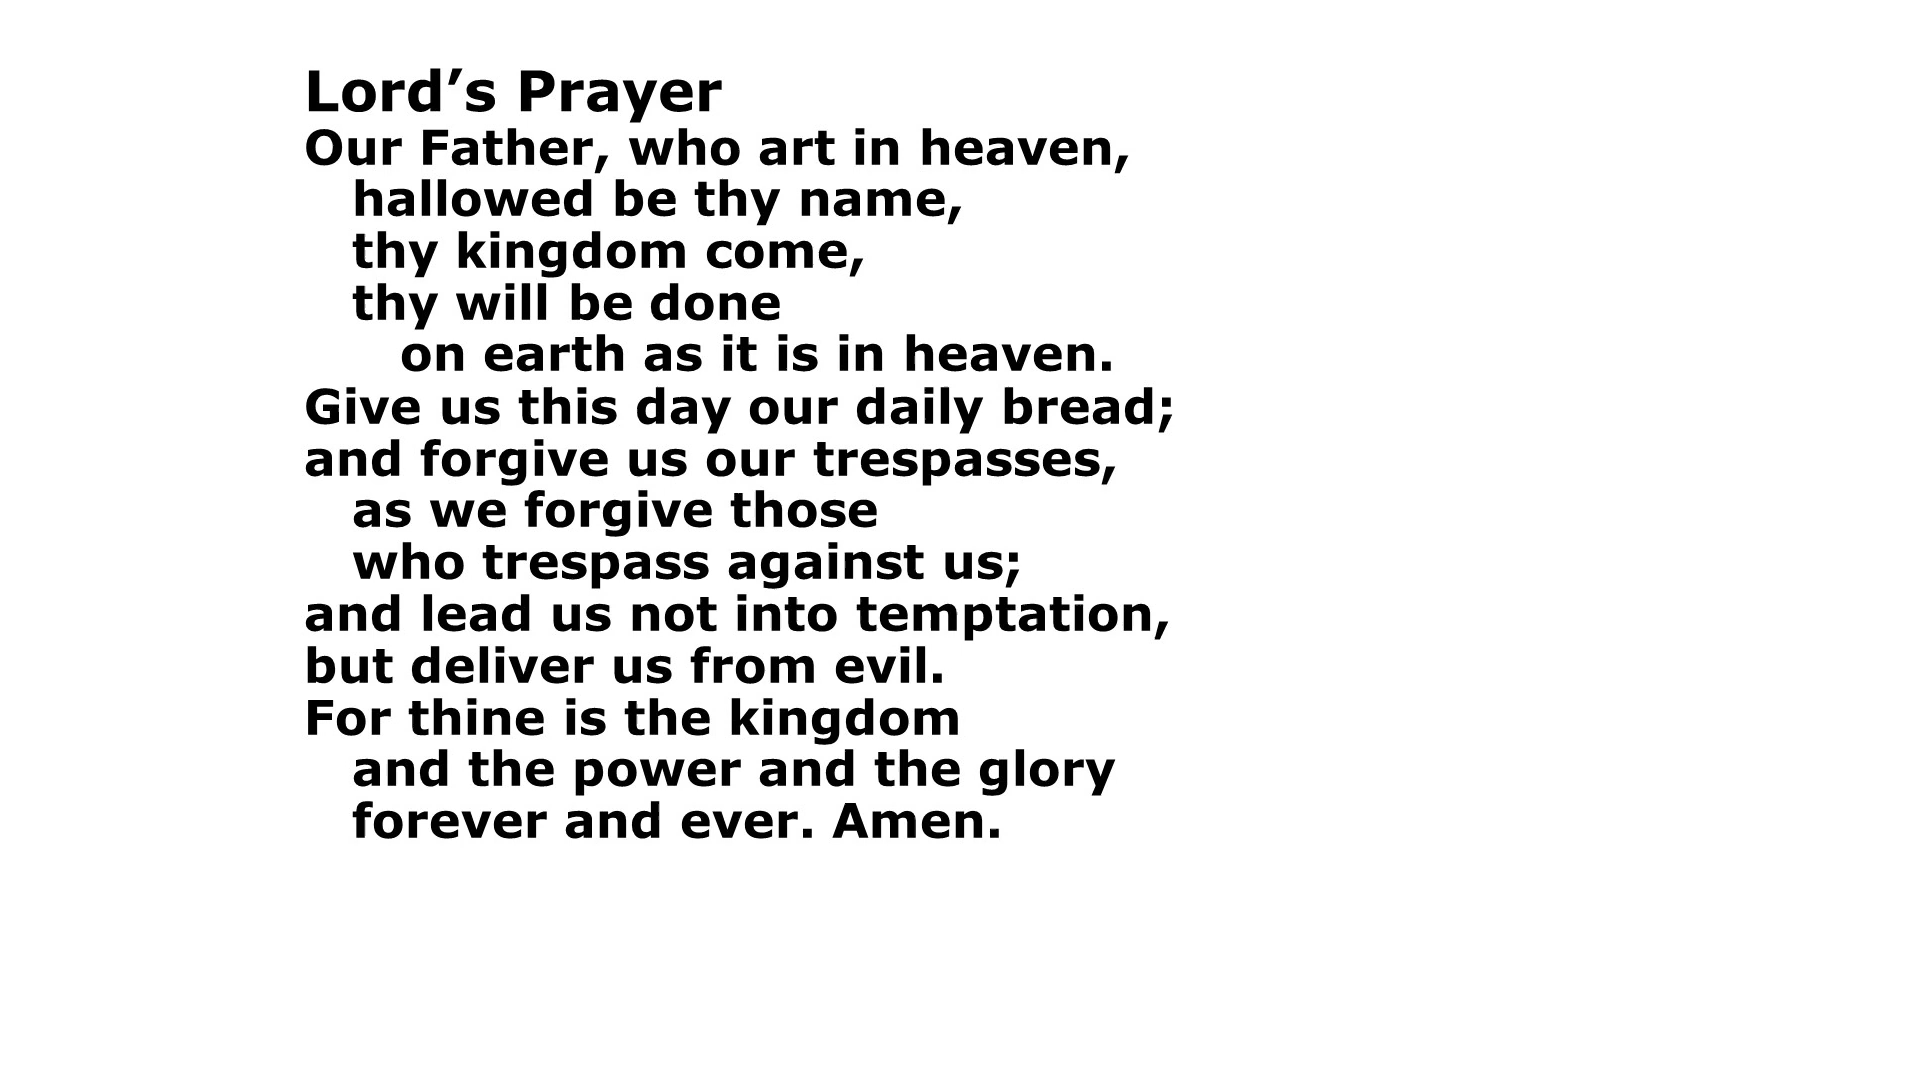 Lord’s Prayer
Our Father, who art in heaven,
hallowed be thy name,
thy kingdom come,
thy will be done
on earth as it is in heaven.
Give us this day our daily bread;
and forgive us our trespasses,
as we forgive those
who trespass against us;
and lead us not into temptation,
but deliver us from evil.
For thine is the kingdom
and the power and the glory
forever and ever. Amen.